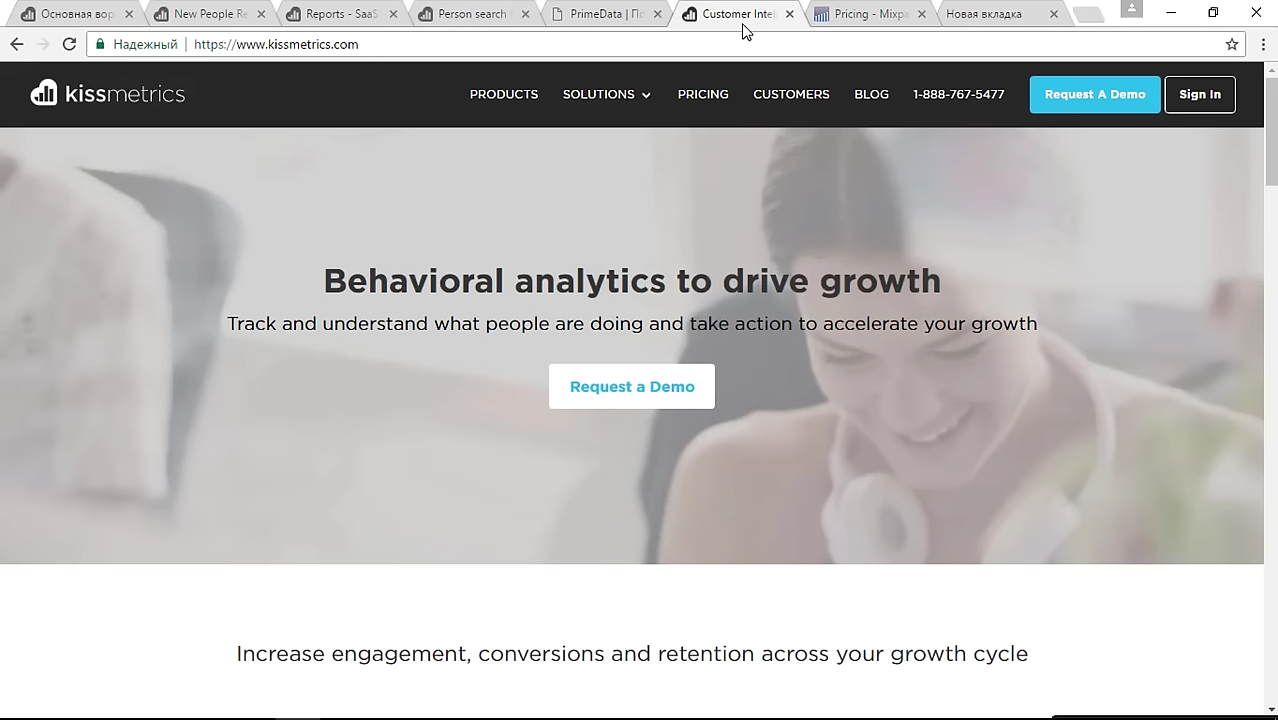 Основная вор
New People Re
Reports - SaaS
Person search
PrimeData | По
Customer Intel
Pricing - Mixpa
Новая вкладка
Надежный
https://www.kissmetrics.com
kissmetrics
PRODUCTS
SOLUTIONS
PRICING
CUSTOMERS
BLOG
1-888-767-5477
Request A Demo
Sign In
Behavioral analytics to drive growth
Track and understand what people are doing and take action to accelerate your growth
Request a Demo
Increase engagement, conversions and retention across your growth cycle